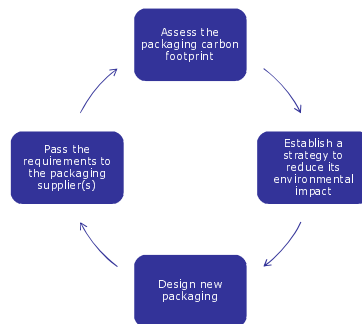 Assess the
packaging carbon
footprint
Establish a
strategy to
reduce its
environmental
impact
Design new
packaging
Pass the
requirements to
the packaging
supplier(s)